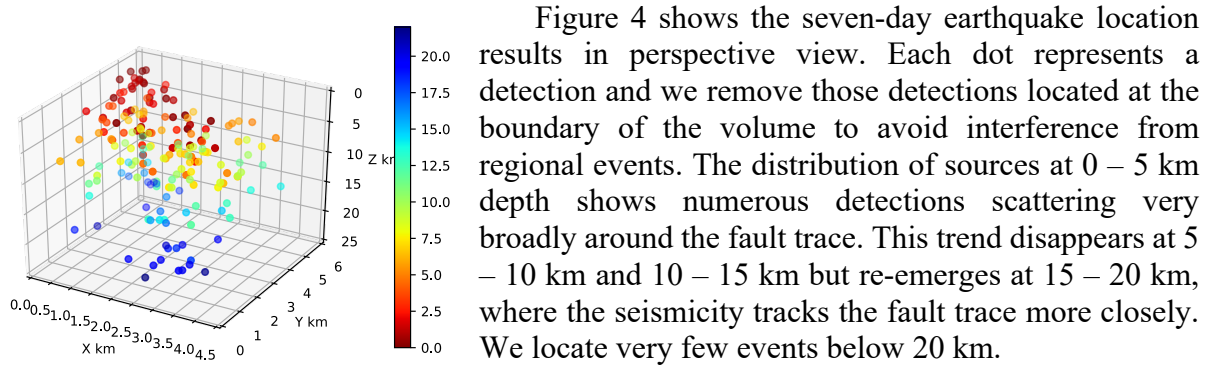 0
5
10
15
20
25
Z km
0.0
0.5
1.0
1.5
2.0
2.5
3.0
3.5
4.0
4.5
X km
0
1
2
3
4
5
6
Y km
20.0
17.5
15.0
12.5
10.0
7.5
5.0
2.5
0.0
Figure 4 shows the seven-day earthquake location
results in perspective view. Each dot represents a
detection and we remove those detections located at the
boundary of the volume to avoid interference from
regional events. The distribution of sources at 0 – 5 km
depth shows numerous detections scattering very
broadly around the fault trace. This trend disappears at 5
– 10 km and 10 – 15 km but re-emerges at 15 – 20 km,
where the seismicity tracks the fault trace more closely.
We locate very few events below 20 km.